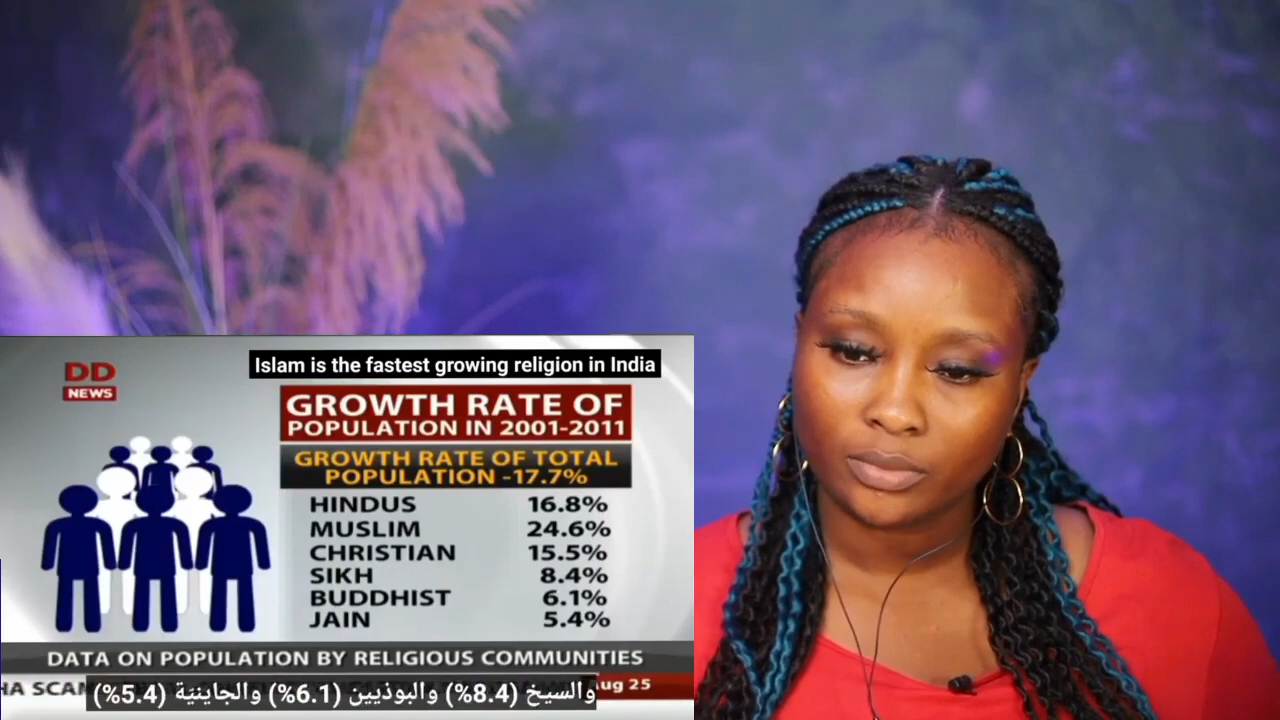 Islam is the fastest growing religion in India
DD
NEWS
GROWTH RATE OF
POPULATION IN 2001-2011
GROWTH RATE OF TOTAL
POPULATION -17.7%
HINDUS 16.8%
MUSLIM 24.6%
CHRISTIAN 15.5%
SIKH 8.4%
BUDDHIST 6.1%
JAIN 5.4%
DATA ON POPULATION BY RELIGIOUS COMMUNITIES
HA SCAM
ug 25
والسيخ (8.4%) والبوذيين (6.1%) والجاينيّة (5.4%)